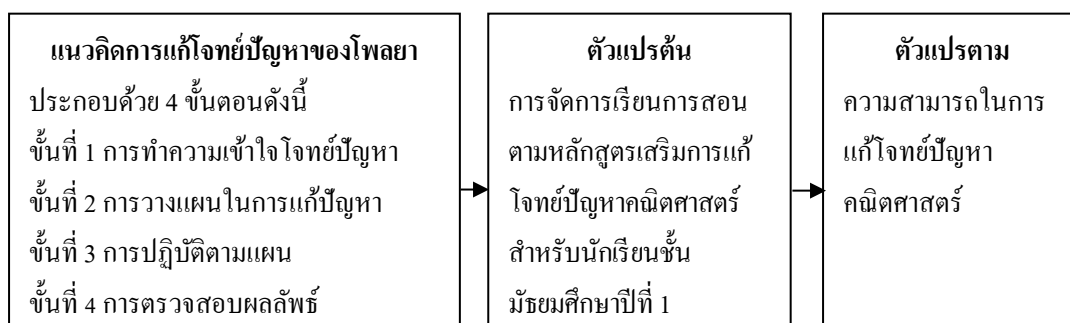 แนวคิดการแก้โจทย์ปัญหาของโพลยา
ประกอบด้วย 4 ขั้นตอนดังนี้
ขั้นที่ 1 การทำความเข้าใจโจทย์ปัญหา
ขั้นที่ 2 การวางแผนในการแก้ปัญหา
ขั้นที่ 3 การปฏิบัติตามแผน
ขั้นที่ 4 การตรวจสอบผลลัพธ์
ตัวแปรต้น
การจัดการเรียนการสอน
ตามหลักสูตรเสริมการแก้
โจทย์ปัญหาคณิตศาสตร์
สำหรับนักเรียนชั้น
มัธยมศึกษาปีที่ 1
ตัวแปรตาม
ความสามารถในการ
แก้โจทย์ปัญหา
คณิตศาสตร์